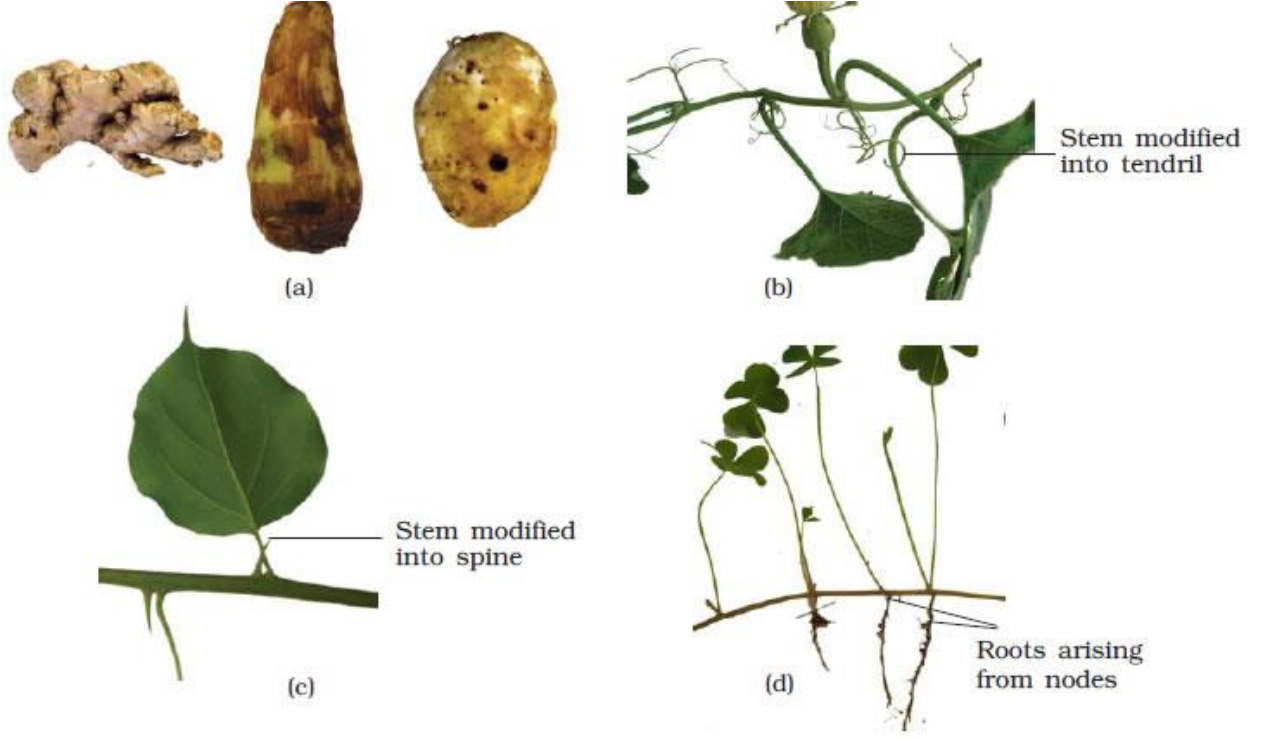 Stem modified
into tendril
(a)
(b)
Stem modified
into spine
Roots arising
from nodes
(c)
(d)